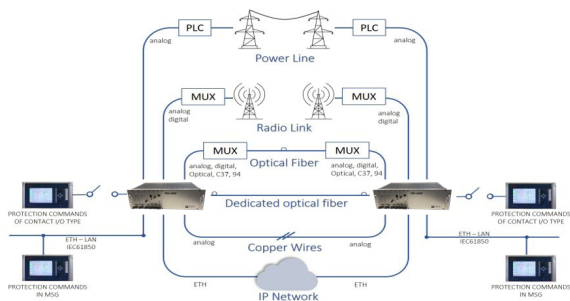 PLC
PLC
analog
analog
Power Line
MUX
MUX
analog
digital
analog
digital
Radio Link
MUX
MUX
Optical Fiber
analog, digital,
Optical, C37, 94
analog, digital,
Optical, C37, 94
Dedicated optical fiber
PROTECTION COMMANDS
OF CONTACT I/O TYPE
PROTECTION COMMANDS
OF CONTACT I/O TYPE
ETH – LAN
IEC61850
ETH – LAN
IEC61850
analog
analog
Copper Wires
ETH
ETH
IP Network
PROTECTION COMMANDS
IN MSG
PROTECTION COMMANDS
IN MSG